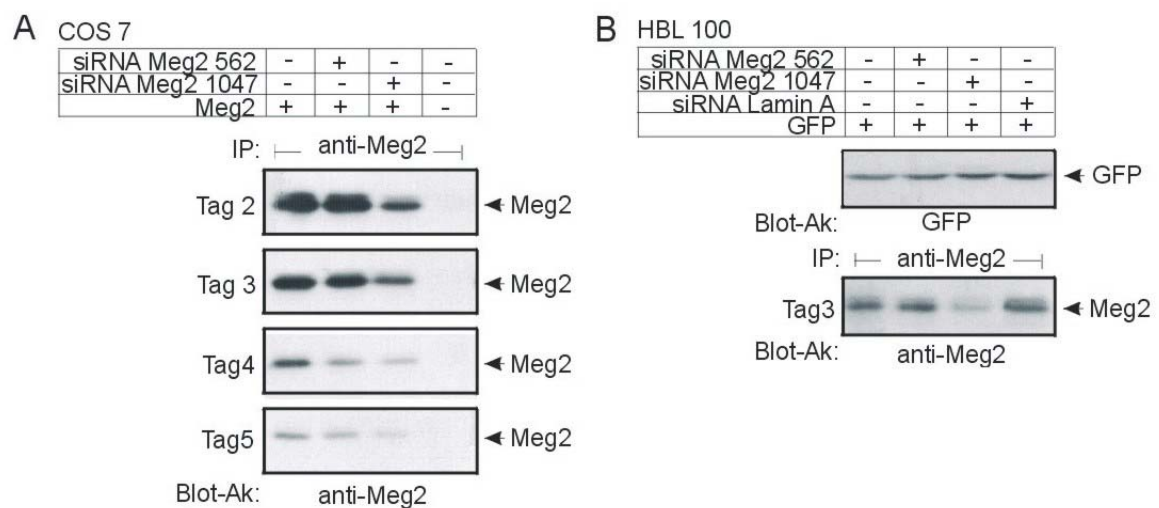 A COS 7
siRNA Meg2 562 - + - -
siRNA Meg2 1047 - - + -
Meg2 + + + -
IP: anti-Meg2
Tag 2 Meg2
Tag 3 Meg2
Tag4 Meg2
Tag5 Meg2
Blot-Ak: anti-Meg2
B HBL 100
siRNA Meg2 562 - + - -
siRNA Meg2 1047 - - + -
siRNA Lamin A - - - +
GFP + + + +
GFP
Blot-Ak: GFP
IP: anti-Meg2
Tag3 Meg2
Blot-Ak: anti-Meg2